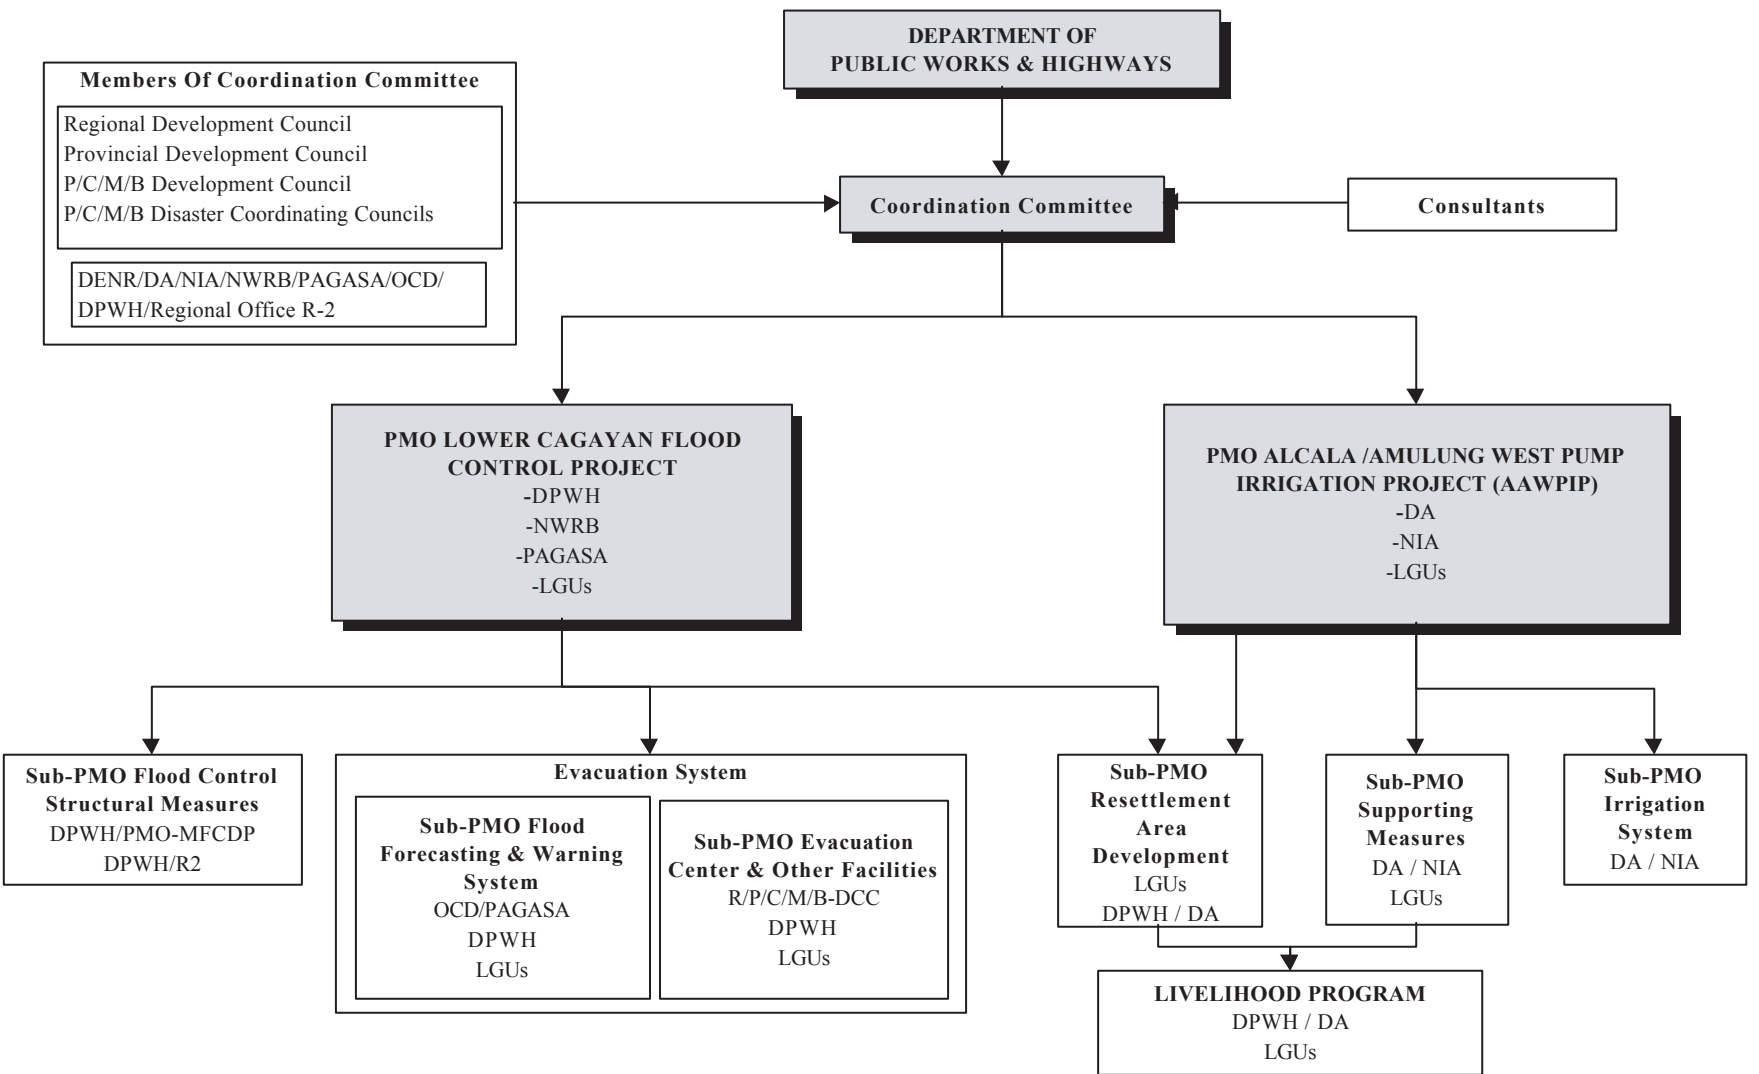 DEPARTMENT OF
PUBLIC WORKS & HIGHWAYS
Members Of Coordination Committee
Regional Development Council
Provincial Development Council
P/C/M/B Development Council
P/C/M/B Disaster Coordinating Councils
DENR/DA/NIA/NWRB/PAGASA/OCD/
DPWH/Regional Office R-2
Coordination Committee
Consultants
PMO LOWER CAGAYAN FLOOD
CONTROL PROJECT
-DPWH
-NWRB
-PAGASA
-LGUs
PMO ALCALA /AMULUNG WEST PUMP
IRRIGATION PROJECT (AAWPIP)
-DA
-NIA
-LGUs
Sub-PMO Flood Control
Structural Measures
DPWH/PMO-MFCDP
DPWH/R2
Evacuation System
Sub-PMO Flood
Forecasting & Warning
System
OCD/PAGASA
DPWH
LGUs
Sub-PMO Evacuation
Center & Other Facilities
R/P/C/M/B-DCC
DPWH
LGUs
Sub-PMO
Resettlement
Area
Development
LGUs
DPWH / DA
Sub-PMO
Supporting
Measures
DA / NIA
LGUs
Sub-PMO
Irrigation
System
DA / NIA
LIVELIHOOD PROGRAM
DPWH / DA
LGUs